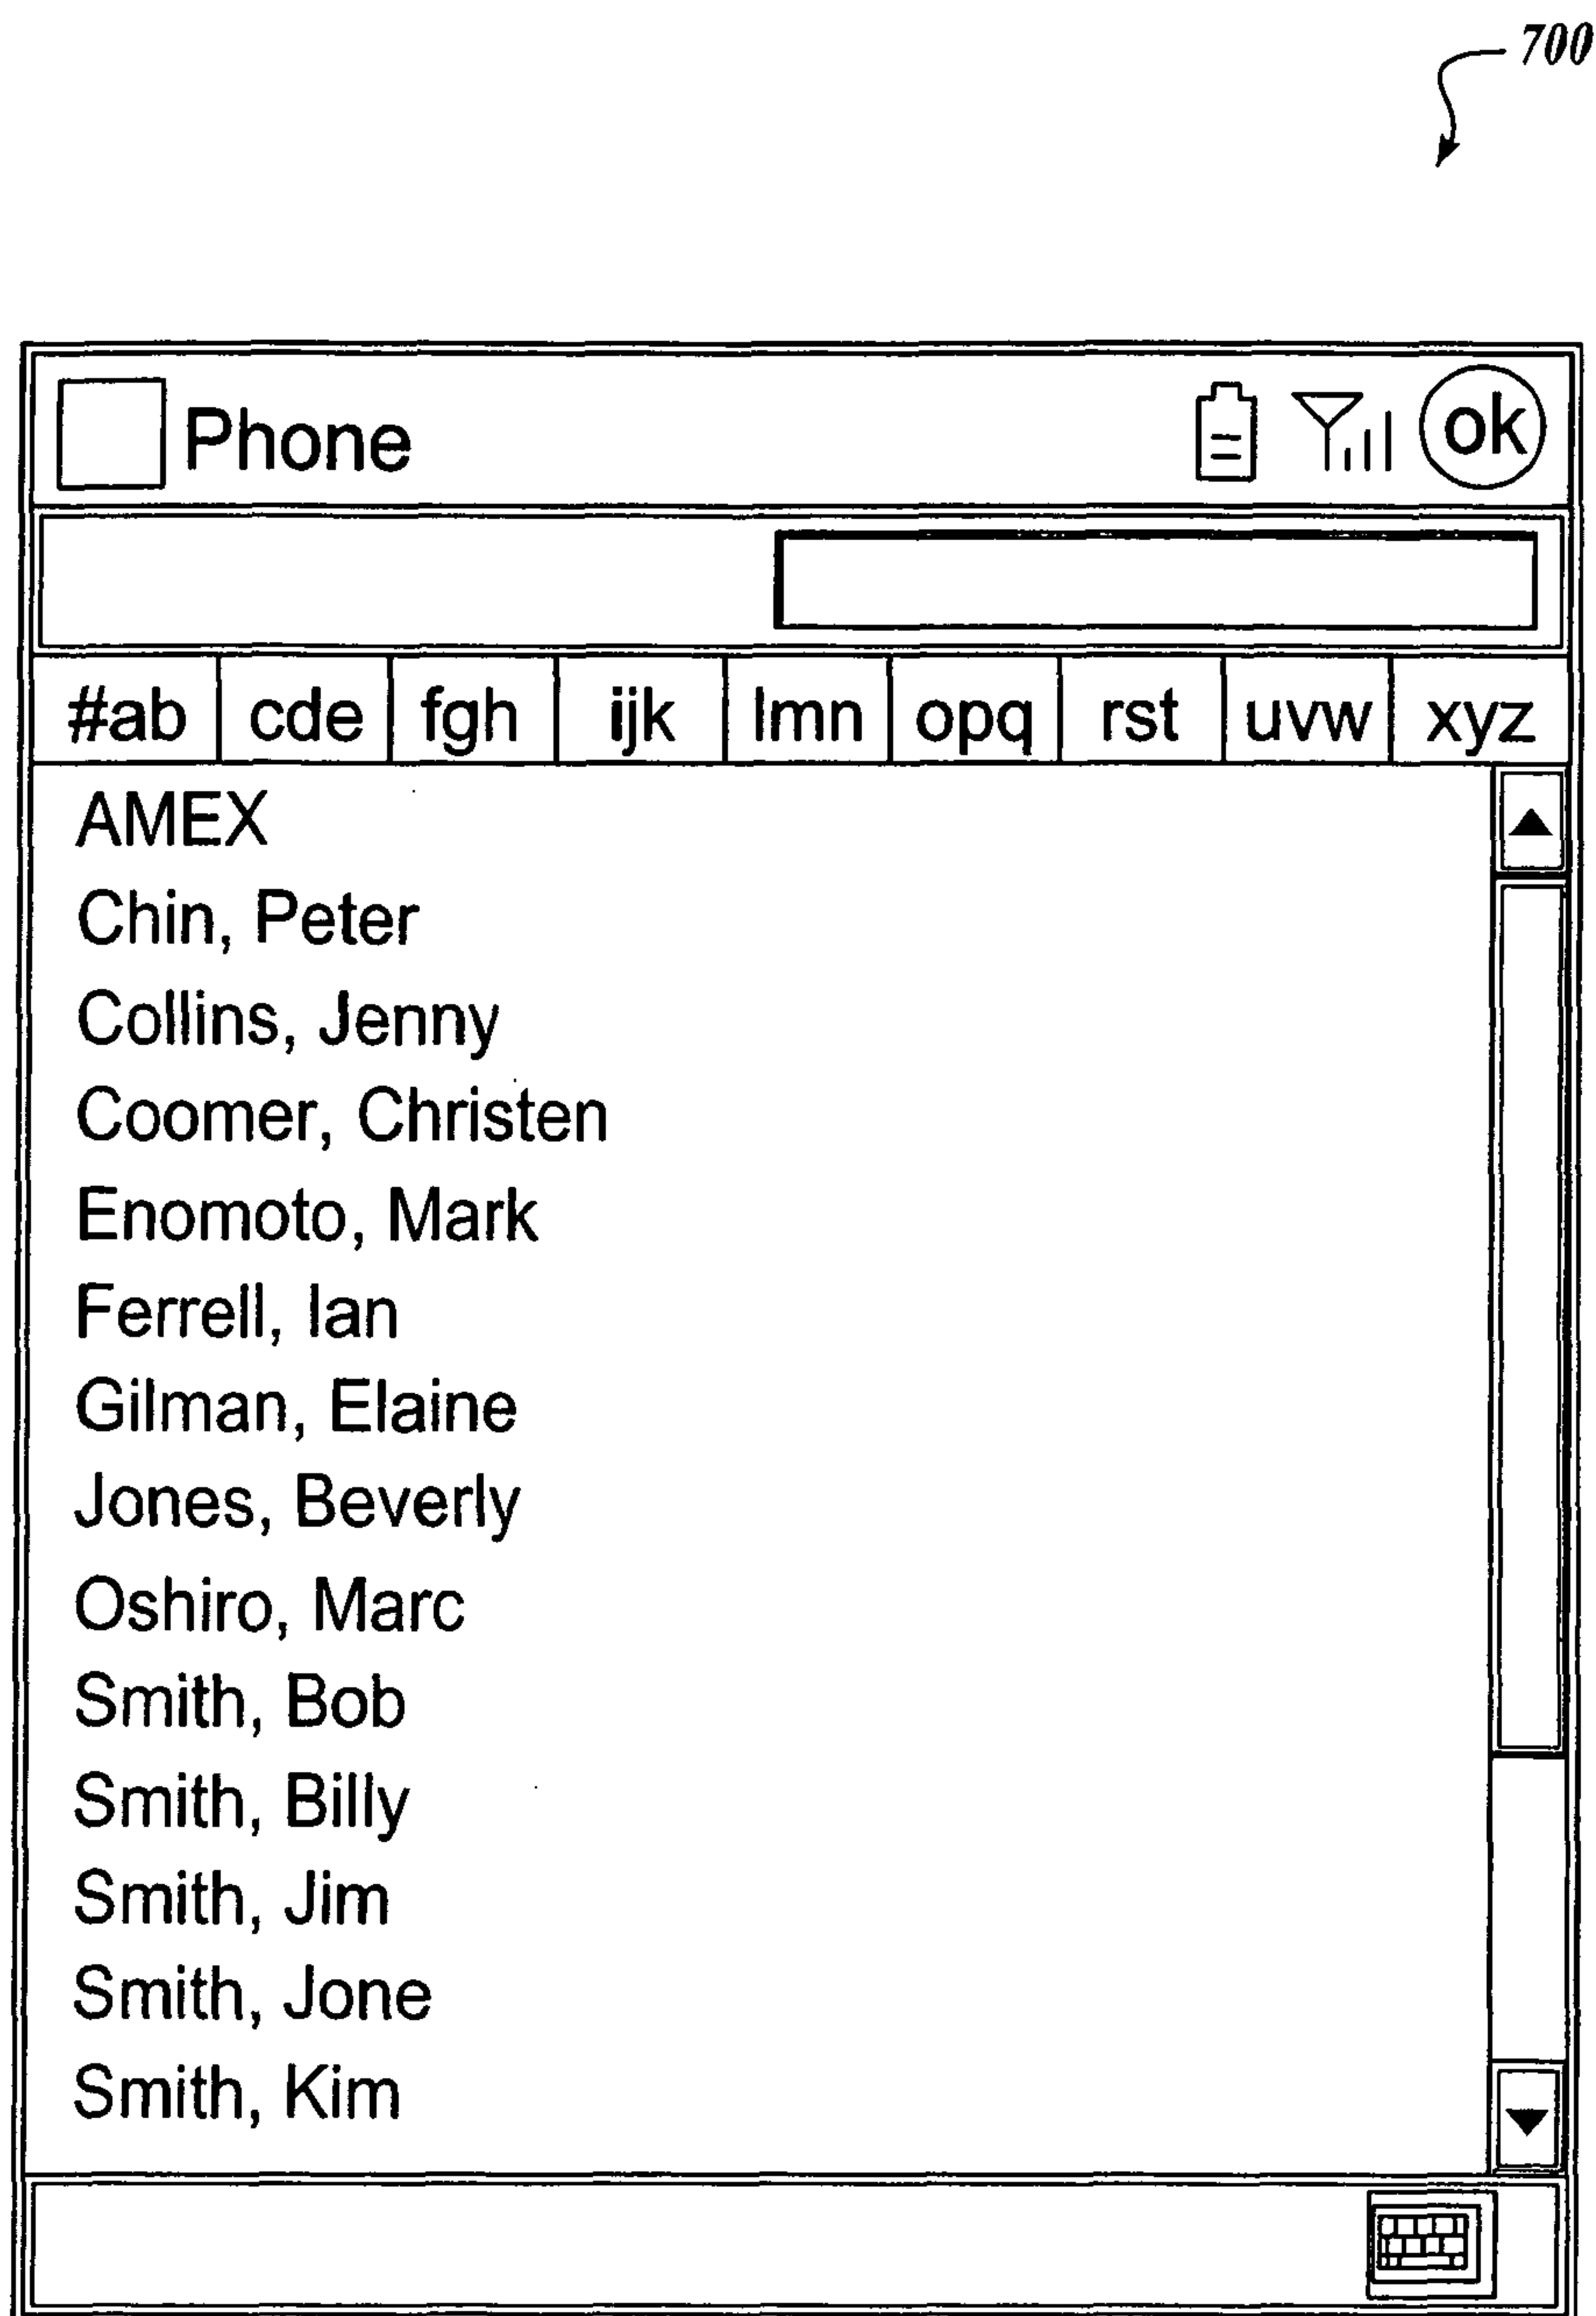 700
Phone ok
#ab cde fgh ijk lmn opq rst uvw xyz
AMEX
Chin, Peter
Collins, Jenny
Coomer, Christen
Enomoto, Mark
Ferrell, Ian
Gilman, Elaine
Jones, Beverly
Oshiro, Marc
Smith, Bob
Smith, Billy
Smith, Jim
Smith, Jone
Smith, Kim